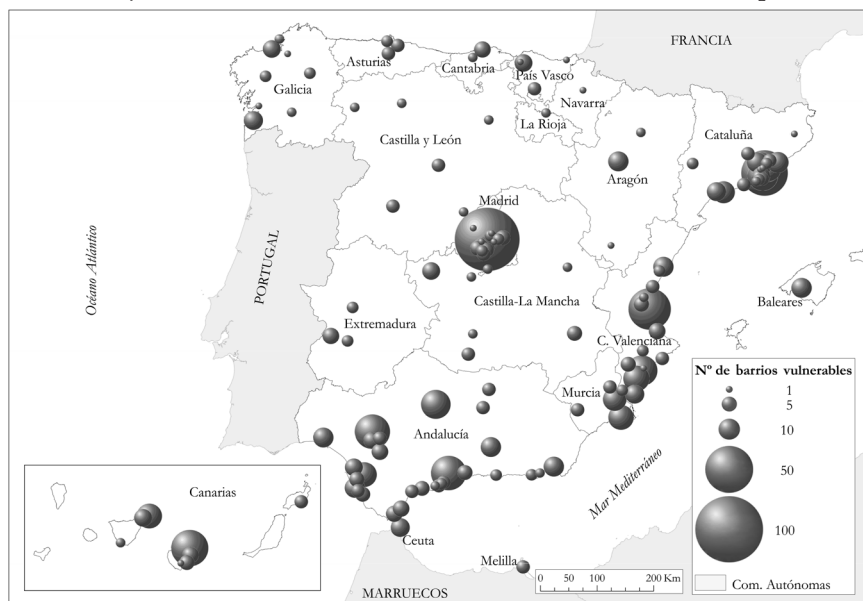 FRANCIA
Asturias
Cantabria
País Vasco
Galicia
Navarra
La Rioja
Cataluña
Castilla y León
Aragón
Madrid
Océano Atlántico
PORTUGAL
Castilla-La Mancha
Baleares
Extremadura
C. Valenciana
Murcia
Andalucía
Mar Mediterráneo
Canarias
Ceuta
Melilla
MARRUECOS
0 50 100 200 Km
Nº de barrios vulnerables
1
5
10
50
100
Com. Autónomas